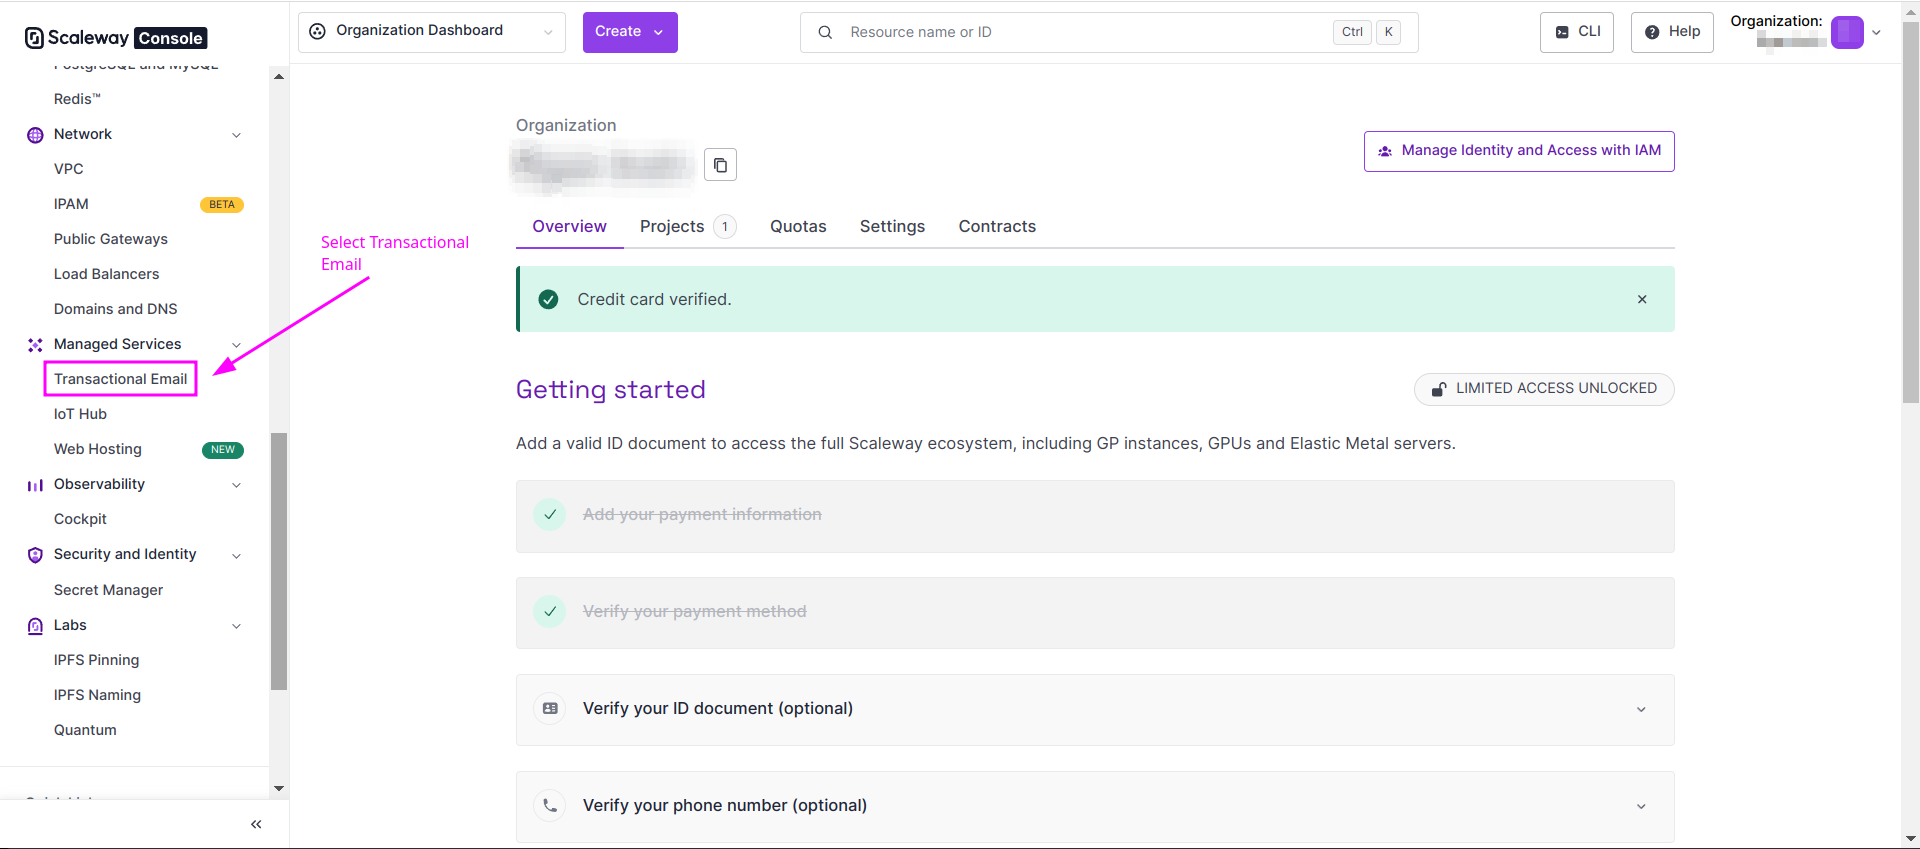 Scaleway Console
Organization Dashboard
Create
Resource name or ID
Ctrl
K
CLI
Help
Organization:
PostgreSQL and MySQL
Redis™
Network
VPC
IPAM
BETA
Public Gateways
Load Balancers
Domains and DNS
Managed Services
Transactional Email
IoT Hub
Web Hosting
NEW
Observability
Cockpit
Security and Identity
Secret Manager
Labs
IPFS Pinning
IPFS Naming
Quantum
Select Transactional
Email
Organization
Manage Identity and Access with IAM
Overview
Projects 1
Quotas
Settings
Contracts
Credit card verified.
Getting started
LIMITED ACCESS UNLOCKED
Add a valid ID document to access the full Scaleway ecosystem, including GP instances, GPUs and Elastic Metal servers.
Add your payment information
Verify your payment method
Verify your ID document (optional)
Verify your phone number (optional)